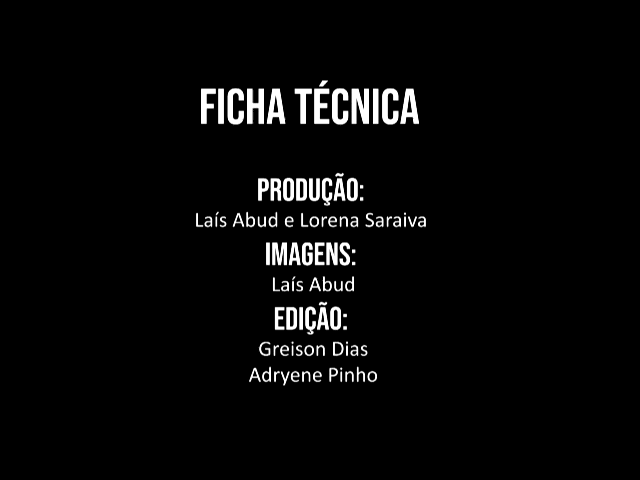 FICHA TÉCNICA
PRODUÇÃO:
Laís Abud e Lorena Saraiva
IMAGENS:
Laís Abud
EDIÇÃO:
Greison Dias
Adryene Pinho